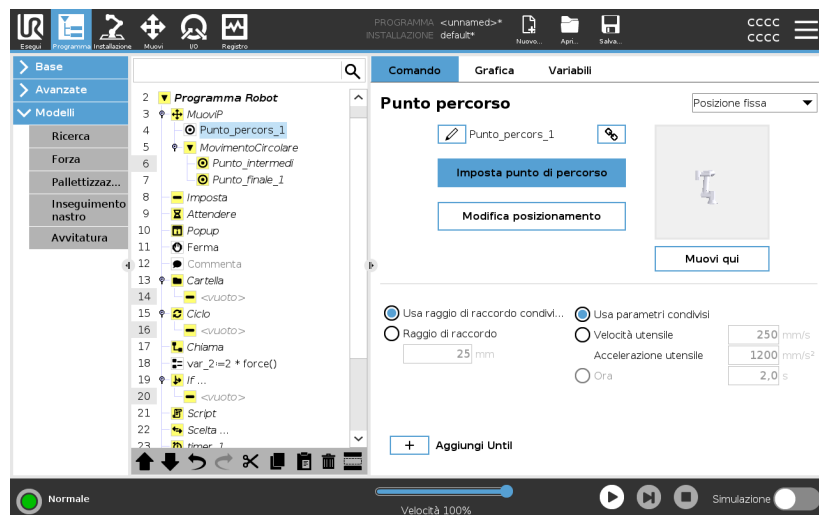 PROGRAMMA <unnamed>*
INSTALLAZIONE default*
Esegui Programma Installazione Muovi I/O Registro Nuovo... Apri... Salva...
cccc
cccc
Base
Avanzate
Modelli
Ricerca
Forza
Pallettizzaz...
Inseguimento
nastro
Avvitatura
2 Programma Robot
3 MuoviP
4 Punto_percors_1
5 MovimentoCircolare
6 Punto_intermedi
7 Punto_finale_1
8 Imposta
9 Attendere
10 Popup
11 Ferma
12 Commenta
13 Cartella
14 <vuoto>
15 Ciclo
16 <vuoto>
17 Chiama
18 var_2:=2 * force()
19 If ...
20 <vuoto>
21 Script
22 Scelta ...
23 timer_1
Comando Grafica Variabili
Punto percorso
Posizione fissa
Punto_percors_1
Imposta punto di percorso
Modifica posizionamento
Muovi qui
Usa raggio di raccordo condivi...
Raggio di raccordo
25 mm
Usa parametri condivisi
Velocità utensile 250 mm/s
Accelerazione utensile 1200 mm/s²
Ora 2,0 s
+ Aggiungi Until
Normale
Velocità 100%
Simulazione